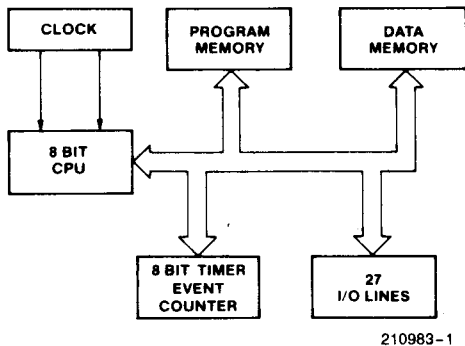 CLOCK
PROGRAM
MEMORY
DATA
MEMORY
8 BIT
CPU
8 BIT TIMER
EVENT
COUNTER
27
I/O LINES
210983-1